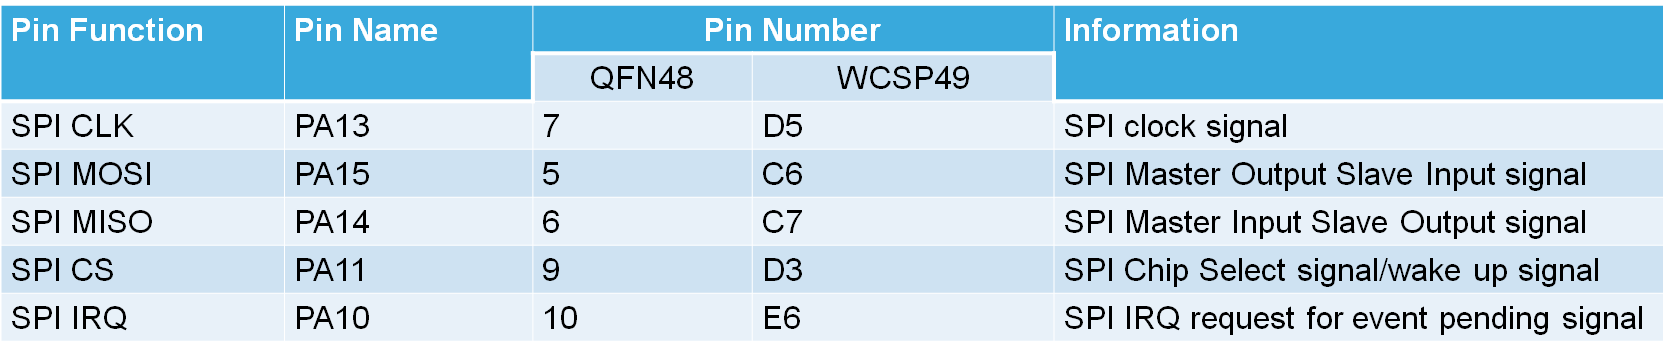 Pin Function Pin Name Pin Number Information
QFN48 WCSP49
SPI CLK PA13 7 D5 SPI clock signal
SPI MOSI PA15 5 C6 SPI Master Output Slave Input signal
SPI MISO PA14 6 C7 SPI Master Input Slave Output signal
SPI CS PA11 9 D3 SPI Chip Select signal/wake up signal
SPI IRQ PA10 10 E6 SPI IRQ request for event pending signal